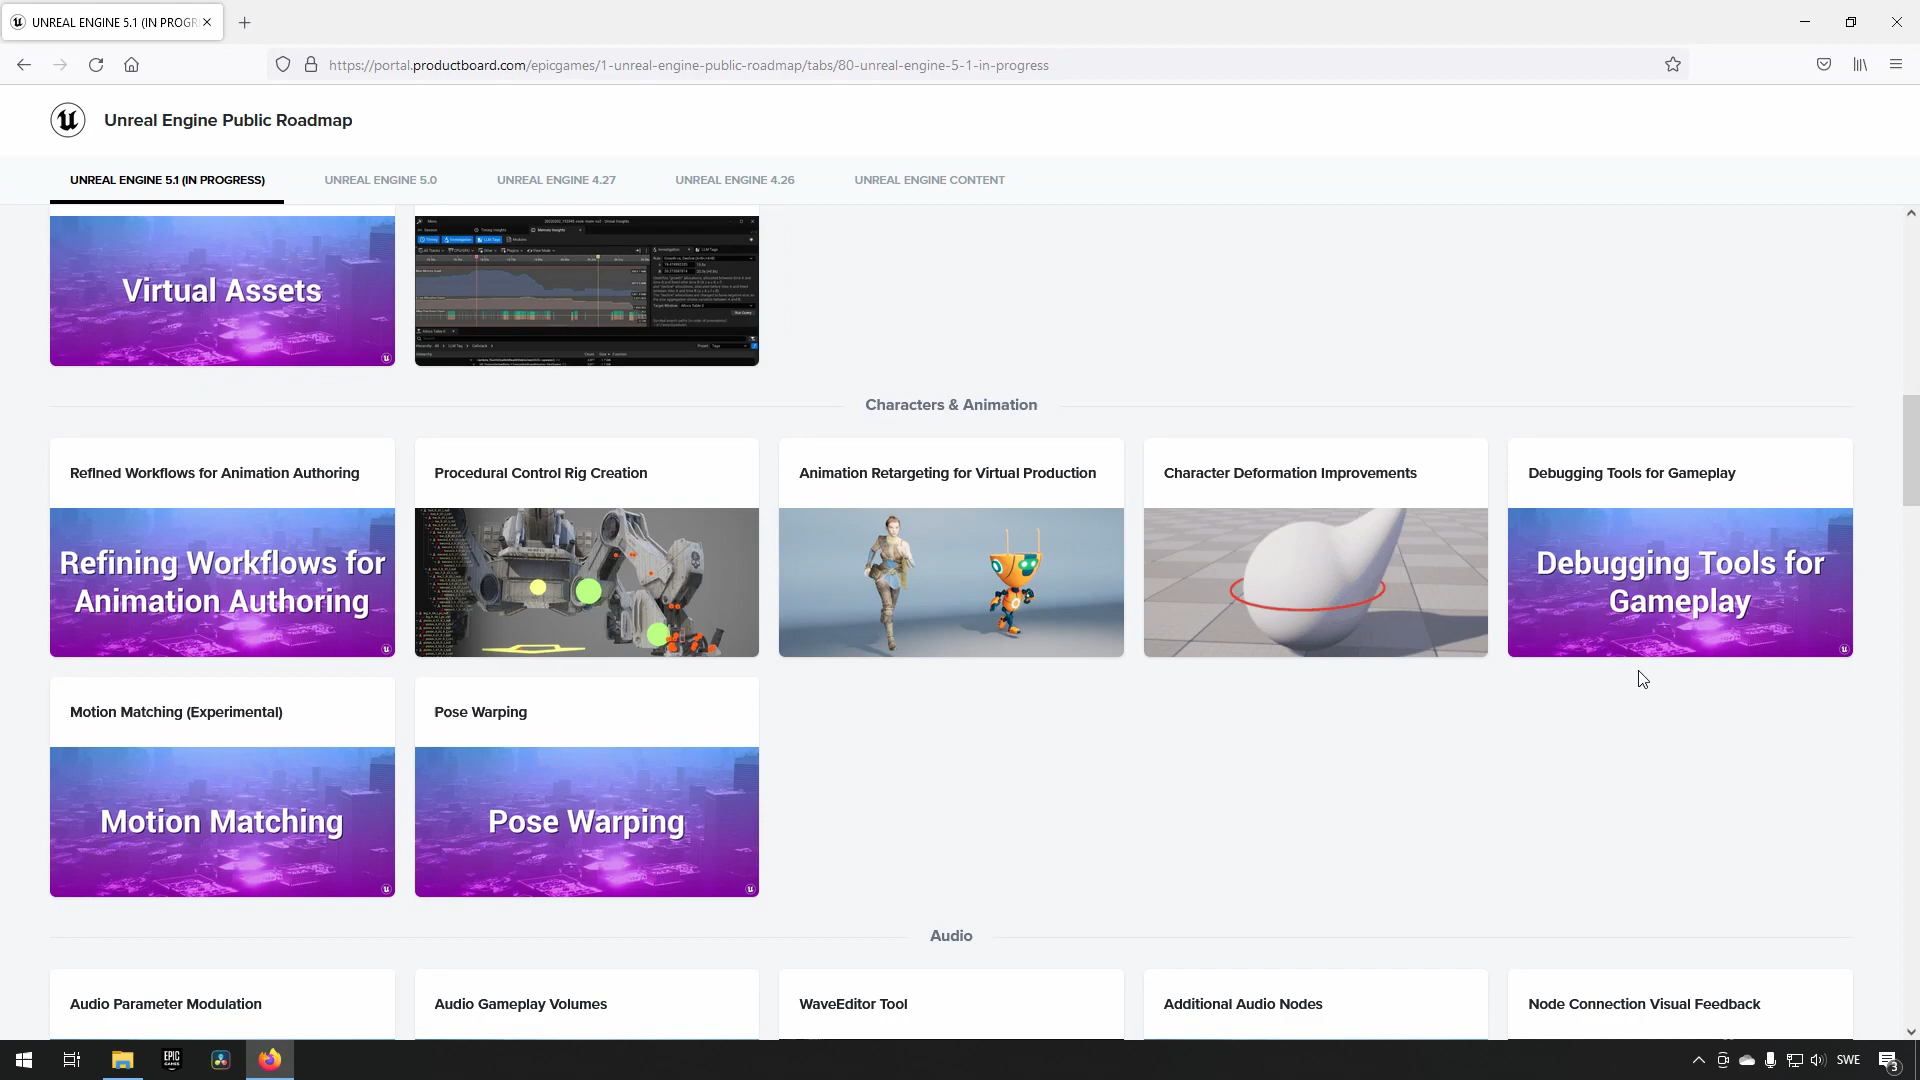 UNREAL ENGINE 5.1 (IN PROGR
https://portal.productboard.com/epicgames/1-unreal-engine-public-roadmap/tabs/80-unreal-engine-5-1-in-progress
Unreal Engine Public Roadmap
UNREAL ENGINE 5.1 (IN PROGRESS) UNREAL ENGINE 5.0 UNREAL ENGINE 4.27 UNREAL ENGINE 4.26 UNREAL ENGINE CONTENT
Virtual Assets
Characters & Animation
Refined Workflows for Animation Authoring
Refining Workflows for
Animation Authoring
Procedural Control Rig Creation
Animation Retargeting for Virtual Production
Character Deformation Improvements
Debugging Tools for Gameplay
Debugging Tools for
Gameplay
Motion Matching (Experimental)
Motion Matching
Pose Warping
Pose Warping
Audio
Audio Parameter Modulation
Audio Gameplay Volumes
WaveEditor Tool
Additional Audio Nodes
Node Connection Visual Feedback
EPIC
GAMES
SWE
3